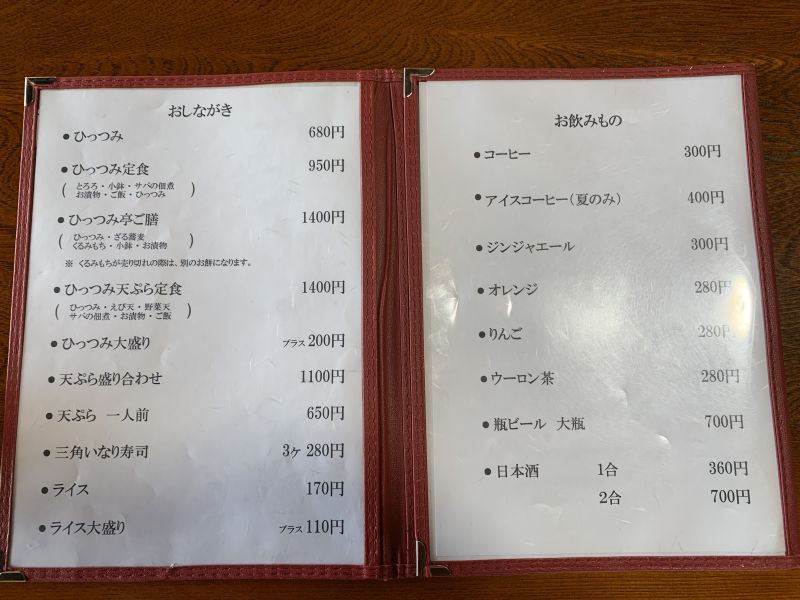 おしながき
●ひっつみ 680円
●ひっつみ定食 950円
( とろろ・小鉢・サバの佃煮
お漬物・ご飯・ひっつみ )
●ひっつみ亭ご膳 1400円
( ひっつみ・ざる蕎麦
くるみもち・小鉢・お漬物 )
※ くるみもちが売り切れの際は、別のお餅になります。
●ひっつみ天ぷら定食 1400円
( ひっつみ・えび天・野菜天
サバの佃煮・お漬物・ご飯 )
●ひっつみ大盛り プラス 200円
●天ぷら盛り合わせ 1100円
●天ぷら 一人前 650円
●三角いなり寿司 3ヶ 280円
●ライス 170円
●ライス大盛り プラス 110円
お飲みもの
●コーヒー 300円
●アイスコーヒー(夏のみ) 400円
●ジンジャエール 300円
●オレンジ 280円
●りんご 280円
●ウーロン茶 280円
●瓶ビール 大瓶 700円
●日本酒 1合 360円
2合 700円